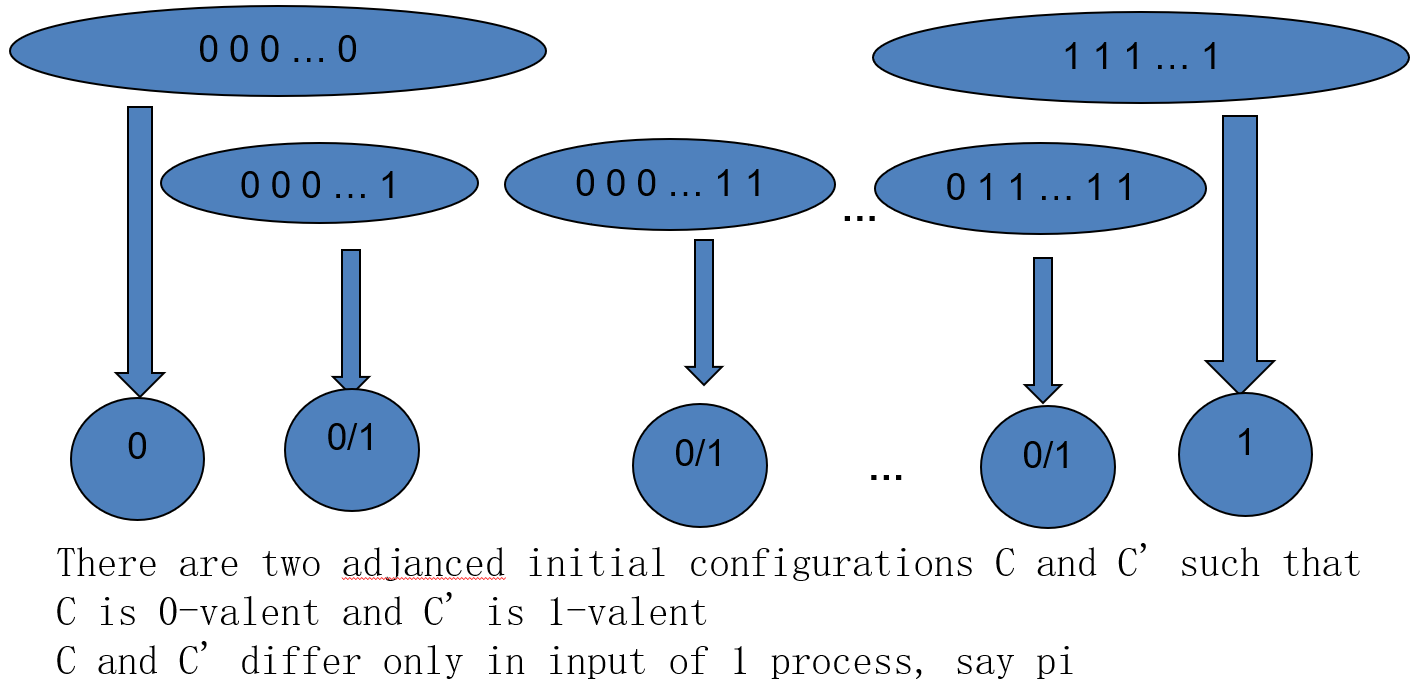 0 0 0 … 0
1 1 1 … 1
0 0 0 … 1
0 0 0 … 1 1
...
0 1 1 … 1 1
0
0/1
0/1
...
0/1
1
There are two adjanced initial configurations C and C’ such that
C is 0-valent and C’ is 1-valent
C and C’ differ only in input of 1 process, say pi